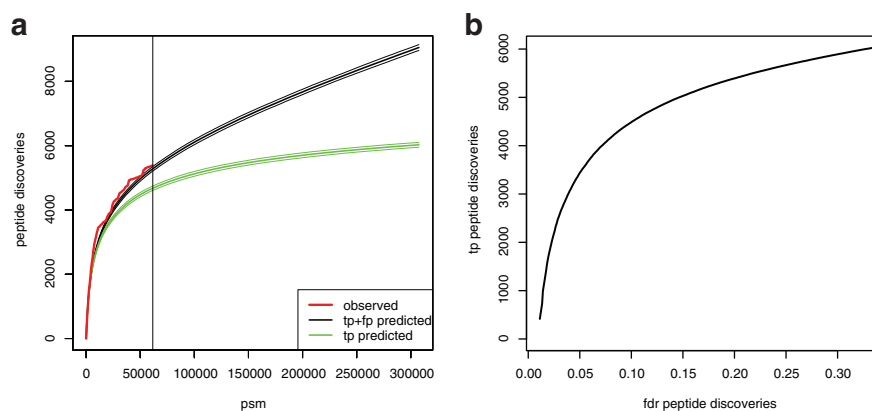 a
peptide discoveries
8000
6000
4000
2000
0
observed
tp+fp predicted
tp predicted
0 50000 100000 150000 200000 250000 300000
psm
b
tp peptide discoveries
6000
5000
4000
3000
2000
1000
0
0.00 0.05 0.10 0.15 0.20 0.25 0.30
fdr peptide discoveries